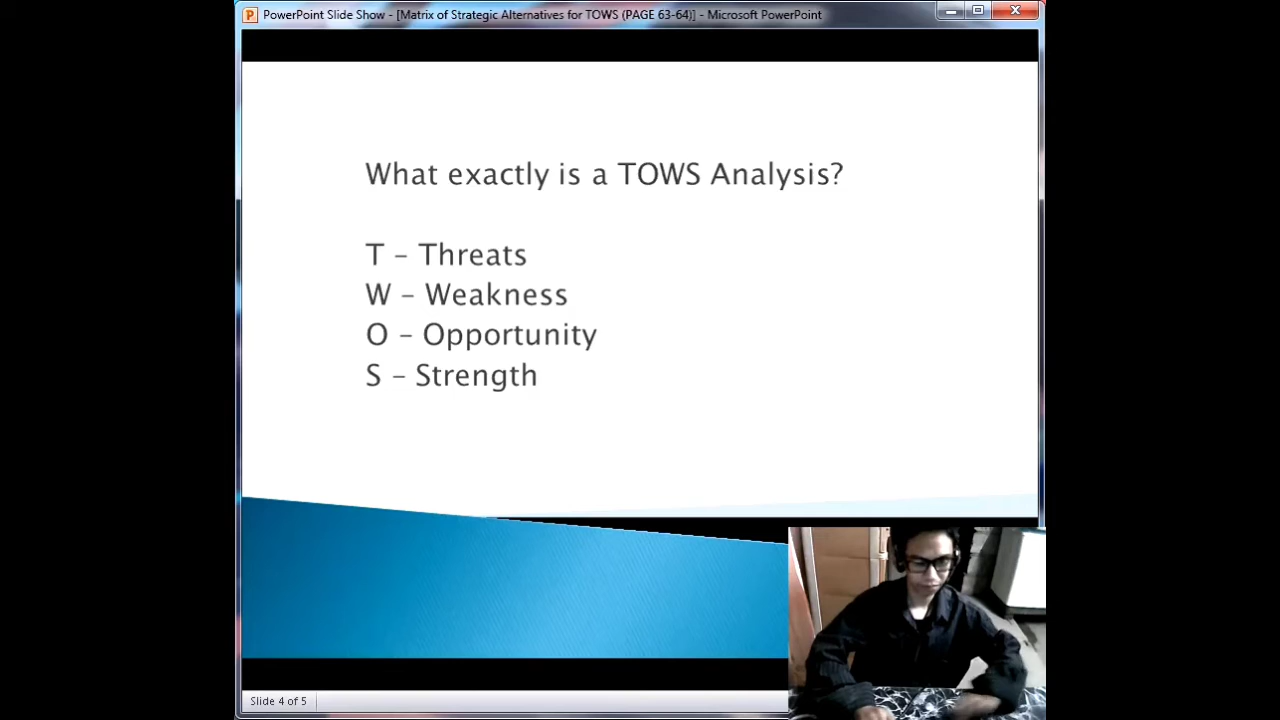 PowerPoint Slide Show - [Matrix of Strategic Alternatives for TOWS (PAGE 63-64)] - Microsoft PowerPoint
What exactly is a TOWS Analysis?
T – Threats
W – Weakness
O – Opportunity
S – Strength
Slide 4 of 5